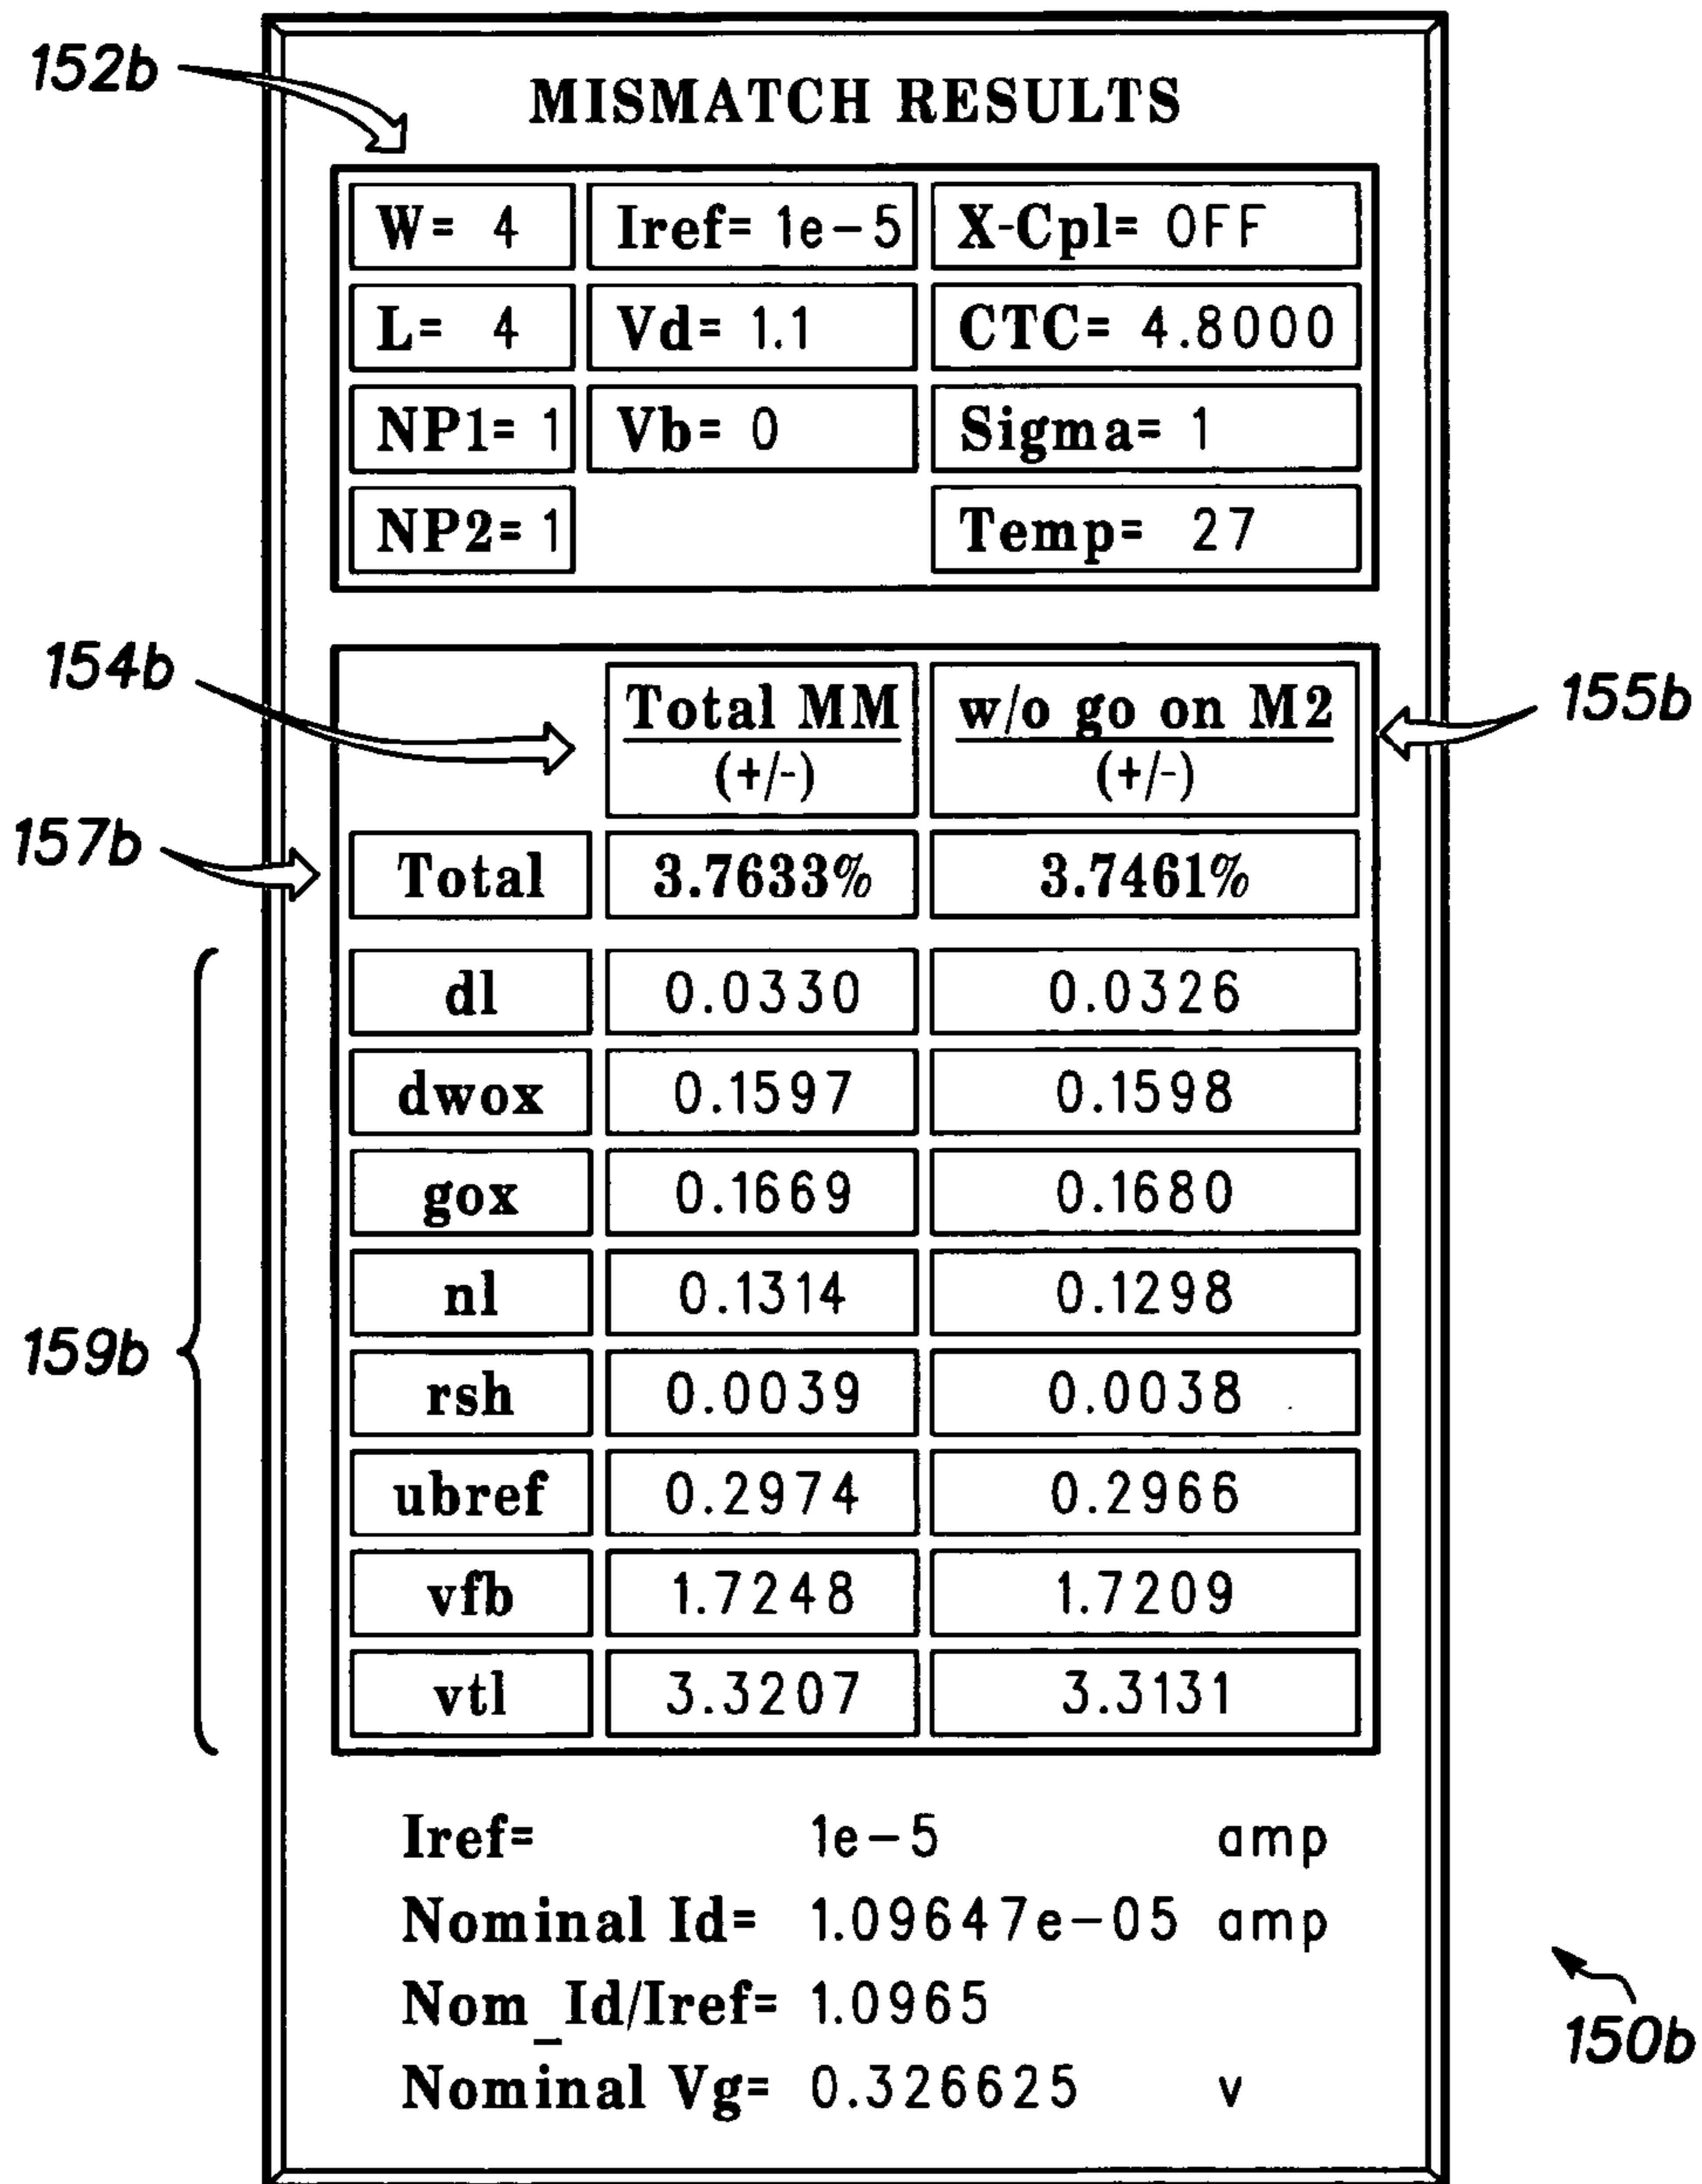 152b
MISMATCH RESULTS
W= 4 Iref= 1e-5 X-Cpl= OFF
L= 4 Vd= 1.1 CTC= 4.8000
NP1= 1 Vb= 0 Sigma= 1
NP2= 1 Temp= 27
154b
155b
Total MM w/o go on M2
(+/-) (+/-)
157b
Total 3.7633% 3.7461%
dl 0.0330 0.0326
dwox 0.1597 0.1598
gox 0.1669 0.1680
nl 0.1314 0.1298
159b
rsh 0.0039 0.0038
ubref 0.2974 0.2966
vfb 1.7248 1.7209
vtl 3.3207 3.3131
Iref= 1e-5 amp
Nominal Id= 1.09647e-05 amp
Nom_Id/Iref= 1.0965
Nominal Vg= 0.326625 v
150b